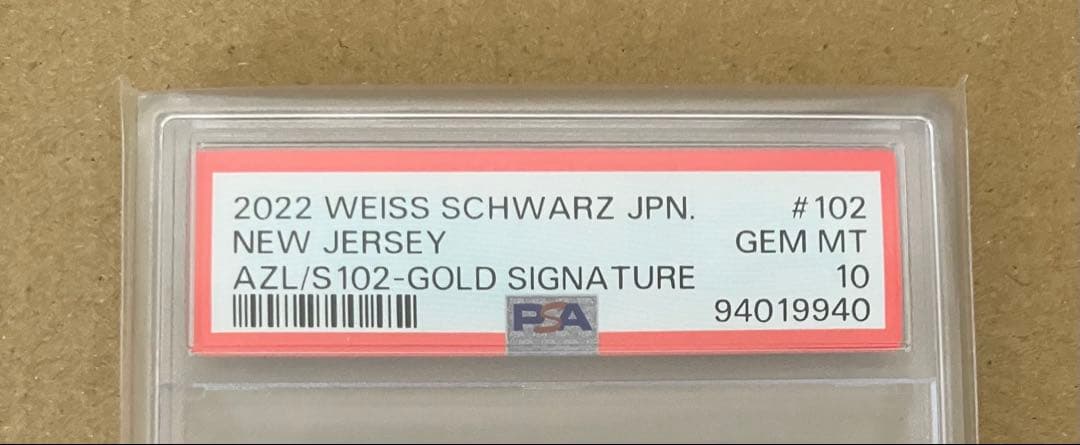 2022 WEISS SCHWARZ JPN. #102
NEW JERSEY GEM MT
AZL/S102-GOLD SIGNATURE 10
PSA 94019940